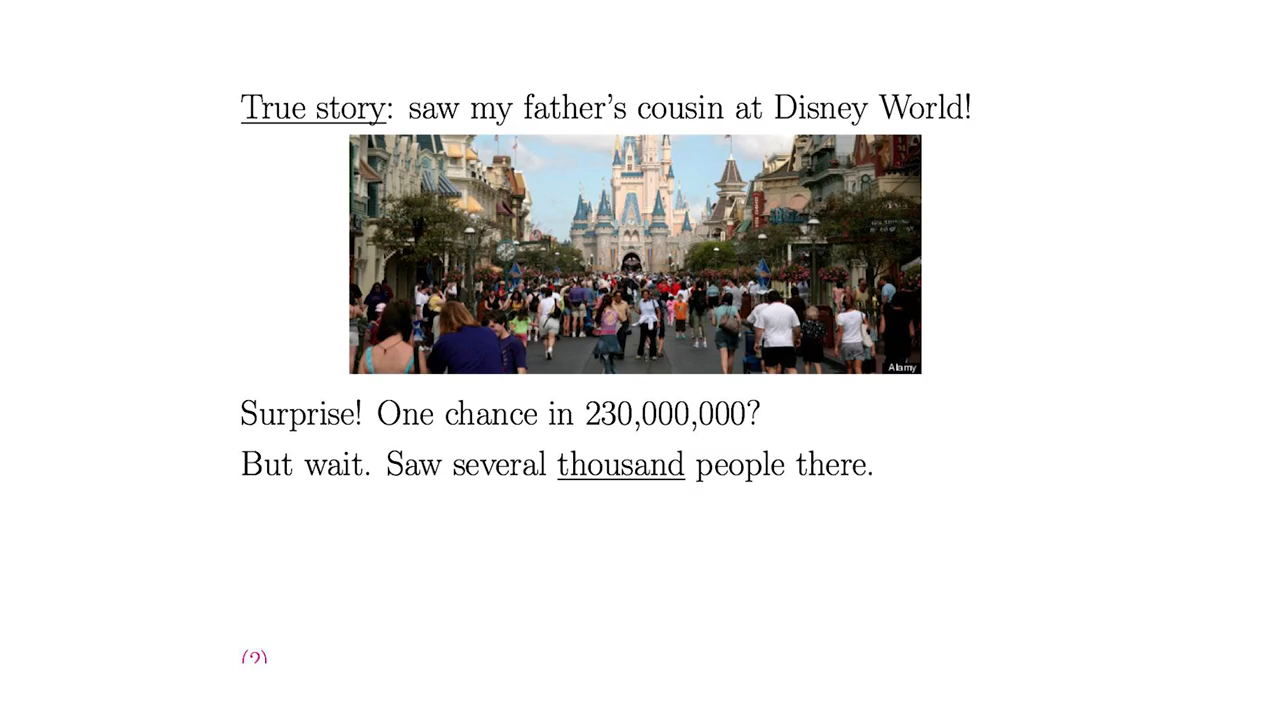 True story: saw my father's cousin at Disney World!
Alamy
Surprise! One chance in 230,000,000?
But wait. Saw several thousand people there.
(2)